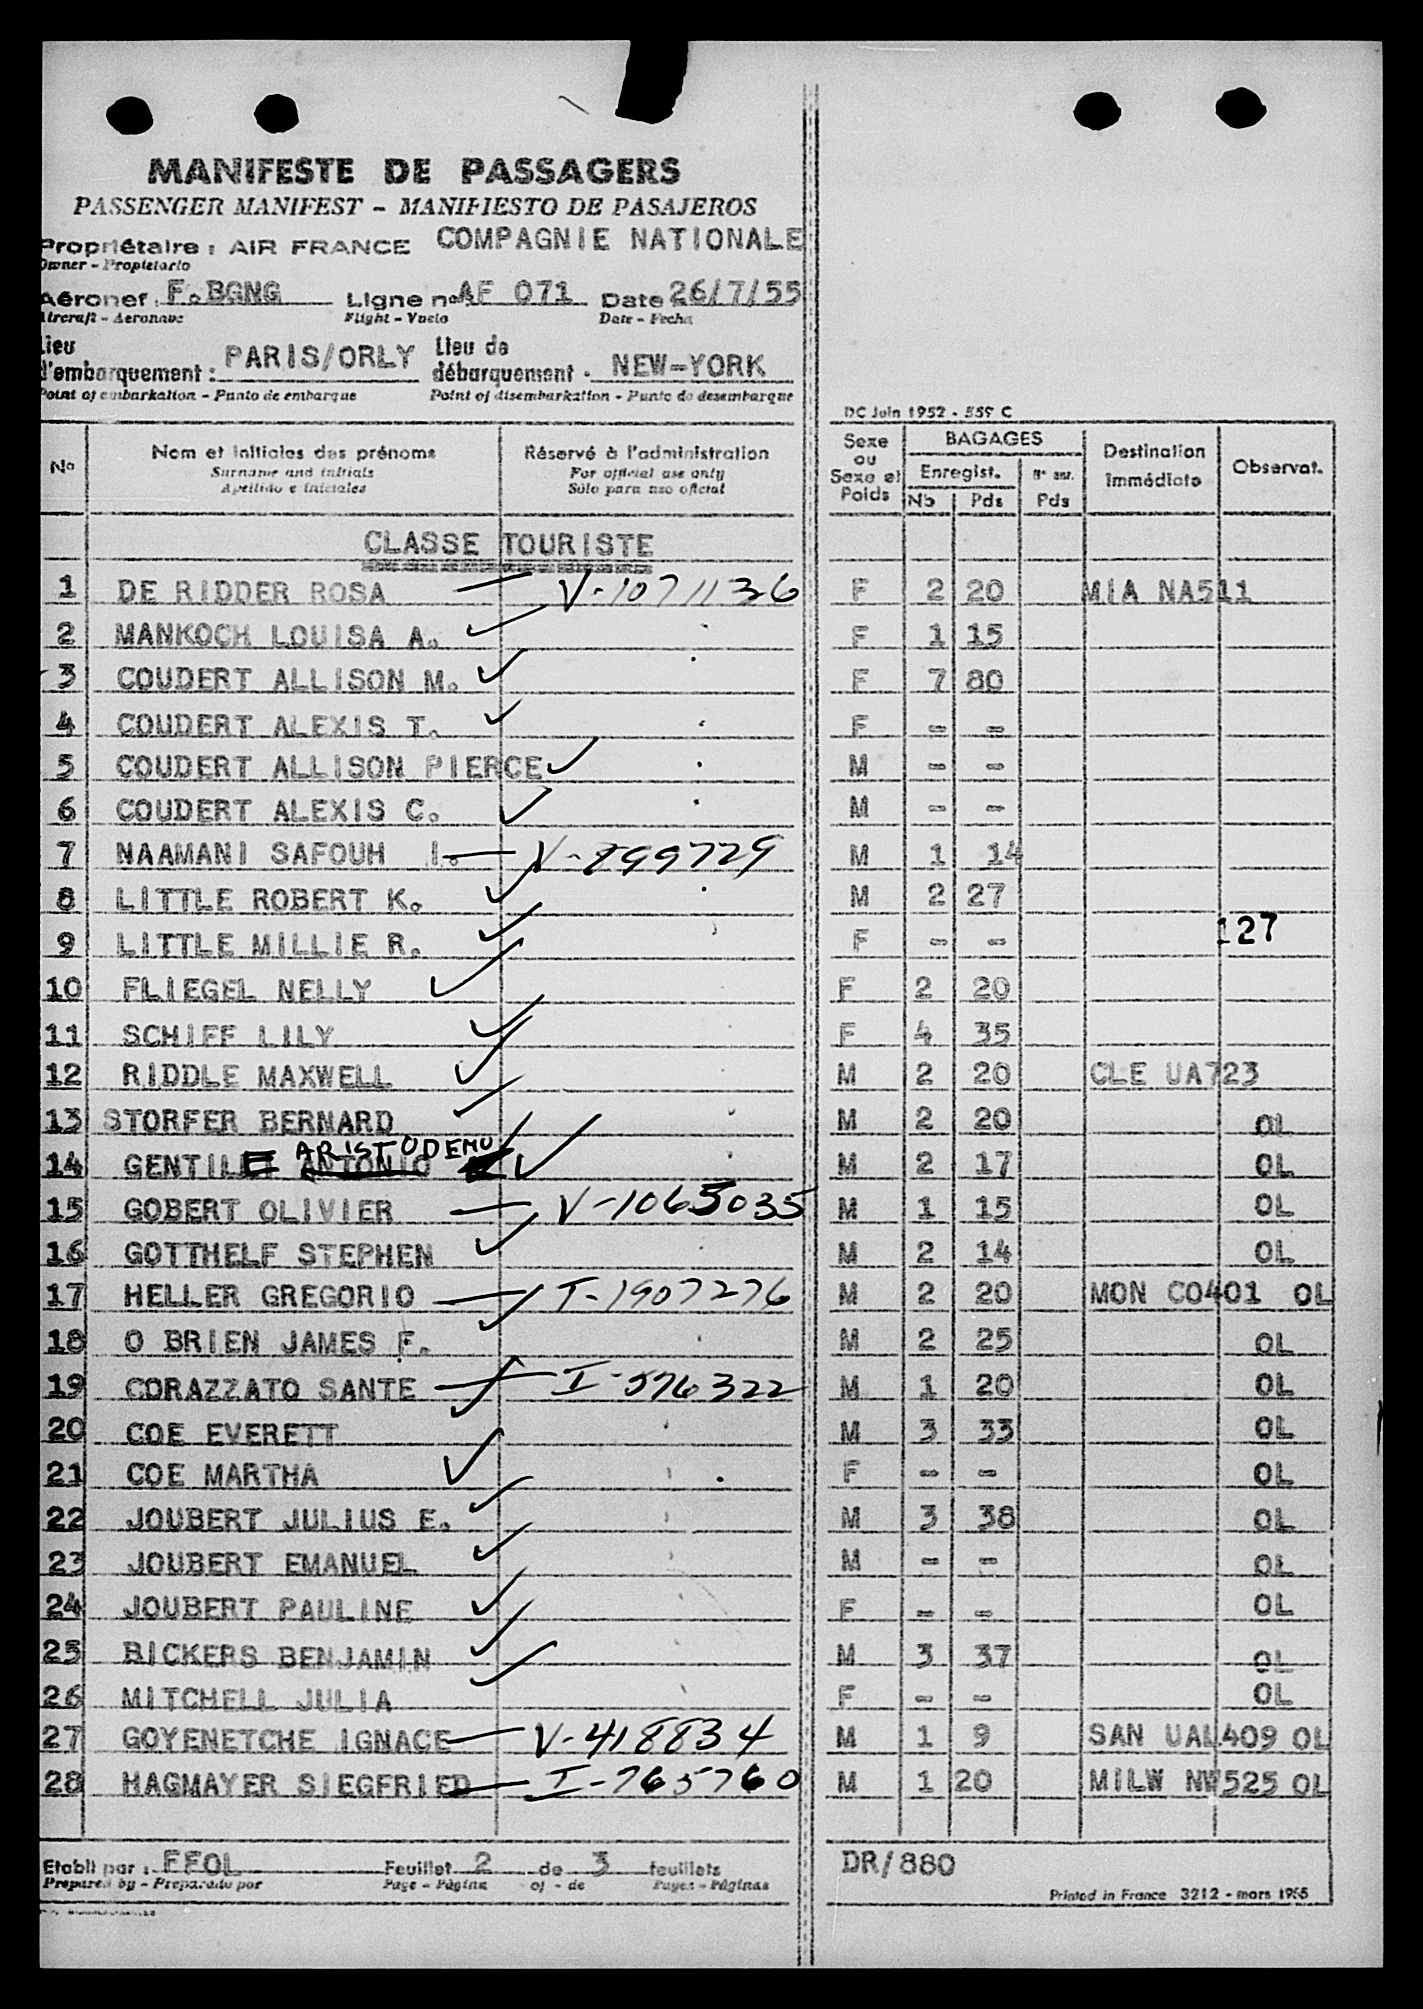 MANIFESTE DE PASSAGERS
PASSENGER MANIFEST - MANIFIESTO DE PASAJEROS
Propriétaire : AIR FRANCE COMPAGNIE NATIONALE
Owner - Propietario
Aéronef : F.BGNG Ligne nº AF 071 Date 26/7/55
Aircraft - Aeronave Flight - Vuelo Date - Fecha
Lieu d'embarquement : PARIS/ORLY Lieu de débarquement : NEW-YORK
Point of embarkation - Punto de embarque Point of disembarkation - Punto de desembarque
DC Juin 1952 - 559 C
Nº Nom et initiales des prénoms Réservé à l'administration Sexe ou Sexe et Poids BAGAGES Destination Immédiate Observat.
Surname and initials For official use only Enregist.
Apellido e iniciales Sólo para uso oficial Nb Pds Pds
CLASSE TOURISTE
1 DE RIDDER ROSA V-1071136 F 2 20 MIA NA511
2 MANKOCH LOUISA A. F 1 15
3 COUDERT ALLISON M. F 7 80
4 COUDERT ALEXIS T. F - -
5 COUDERT ALLISON PIERCE M - -
6 COUDERT ALEXIS C. M - -
7 NAAMANI SAFOUH I. V-899729 M 1 14
8 LITTLE ROBERT K. M 2 27
9 LITTLE MILLIE R. F - - 127
10 FLIEGEL NELLY F 2 20
11 SCHIFF LILY F 4 35
12 RIDDLE MAXWELL M 2 20 CLE UA723
13 STORFER BERNARD M 2 20 OL
ARISTODEMO
14 GENTILE ANTONIO M 2 17 OL
15 GOBERT OLIVIER V-1065035 M 1 15 OL
16 GOTTHELF STEPHEN M 2 14 OL
17 HELLER GREGORIO I-1907276 M 2 20 MON CO401 OL
18 O BRIEN JAMES F. M 2 25 OL
19 CORAZZATO SANTE I-576322 M 1 20 OL
20 COE EVERETT M 3 33 OL
21 COE MARTHA F - - OL
22 JOUBERT JULIUS E. M 3 38 OL
23 JOUBERT EMANUEL M - - OL
24 JOUBERT PAULINE F - - OL
25 BICKERS BENJAMIN M 3 37 OL
26 MITCHELL JULIA F - - OL
27 GOYENETCHE IGNACE V-418834 M 1 9 SAN UAL409 OL
28 HAGMAYER SIEGFRIED I-765760 M 1 20 MILW NW525 OL
Etabli par : FFOL Feuillet 2 de 3 feuillets DR/880
Prepared by - Preparado por Page - Página of - de Pages - Páginas
Printed in France 3212 - mars 1955